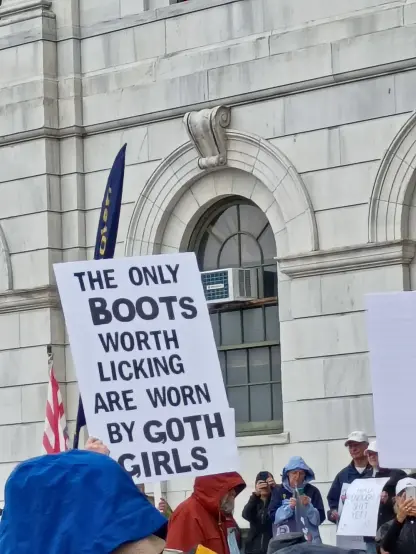 THE ONLY
BOOTS
WORTH
LICKING
ARE WORN
BY GOTH
GIRLS